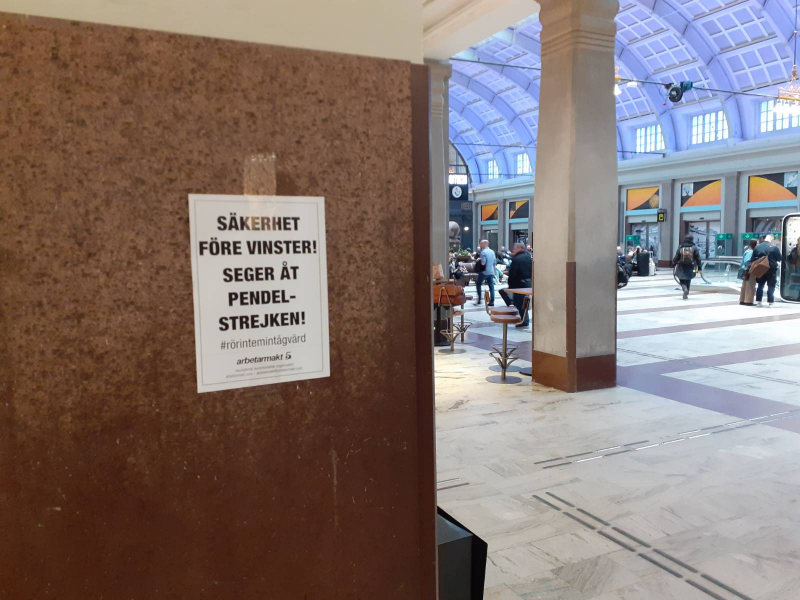 SÄKERHET
FÖRE VINSTER!
SEGER ÅT
PENDEL-
STREJKEN!
#rörintemintågvärd
arbetarmakt